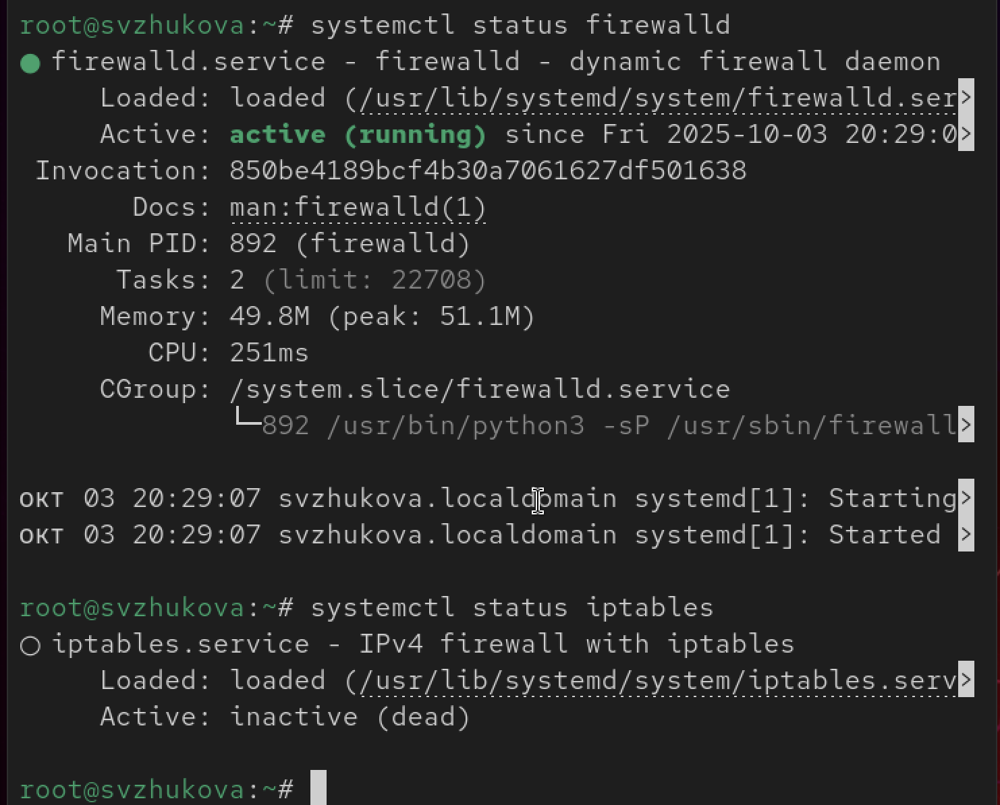 root@svzhukova:~# systemctl status firewalld
● firewalld.service - firewalld - dynamic firewall daemon
     Loaded: loaded (/usr/lib/systemd/system/firewalld.ser>
     Active: active (running) since Fri 2025-10-03 20:29:0>
 Invocation: 850be4189bcf4b30a7061627df501638
       Docs: man:firewalld(1)
   Main PID: 892 (firewalld)
      Tasks: 2 (limit: 22708)
     Memory: 49.8M (peak: 51.1M)
        CPU: 251ms
     CGroup: /system.slice/firewalld.service
             └─892 /usr/bin/python3 -sP /usr/sbin/firewall>
окт 03 20:29:07 svzhukova.localdomain systemd[1]: Starting>
окт 03 20:29:07 svzhukova.localdomain systemd[1]: Started >
root@svzhukova:~# systemctl status iptables
○ iptables.service - IPv4 firewall with iptables
     Loaded: loaded (/usr/lib/systemd/system/iptables.serv>
     Active: inactive (dead)
root@svzhukova:~#